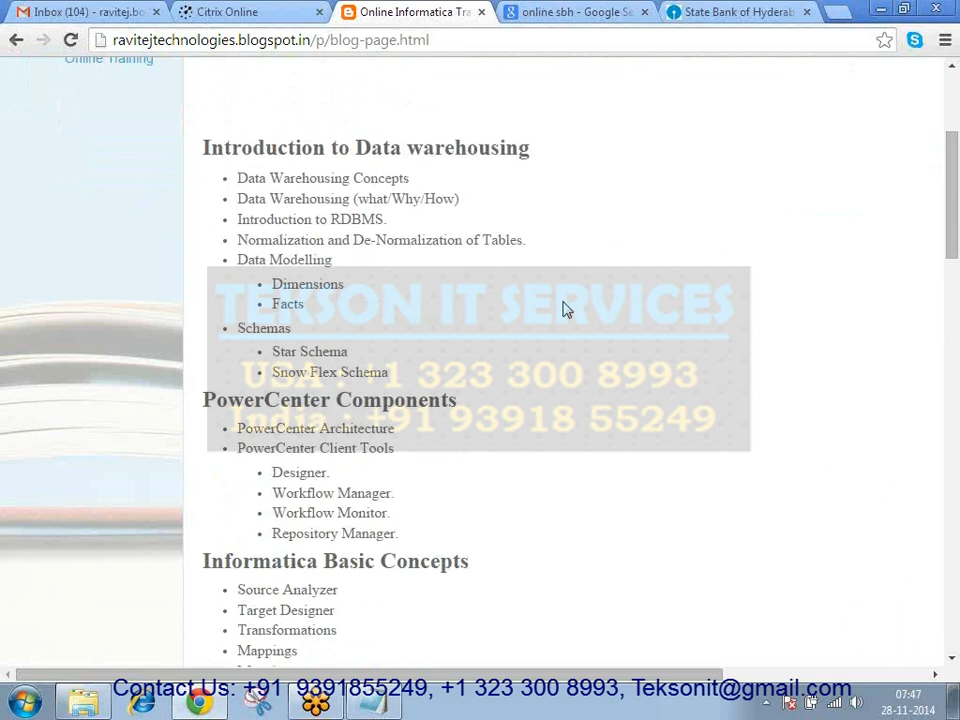 Inbox (104) - ravitej.bo
Citrix Online
Online Informatica Tra
online sbh - Google Se
State Bank of Hyderab
ravitejtechnologies.blogspot.in/p/blog-page.html
Online Training
Introduction to Data warehousing
Data Warehousing Concepts
Data Warehousing (what/Why/How)
Introduction to RDBMS.
Normalization and De-Normalization of Tables.
Data Modelling
Dimensions
Facts
TEKSON IT SERVICES
Schemas
Star Schema
Snow Flex Schema
USA : +1 323 300 8993
PowerCenter Components
India : +91 93918 55249
PowerCenter Architecture
PowerCenter Client Tools
Designer.
Workflow Manager.
Workflow Monitor.
Repository Manager.
Informatica Basic Concepts
Source Analyzer
Target Designer
Transformations
Mappings
Contact Us: +91 9391855249, +1 323 300 8993, Teksonit@gmail.com
07:47
28-11-2014